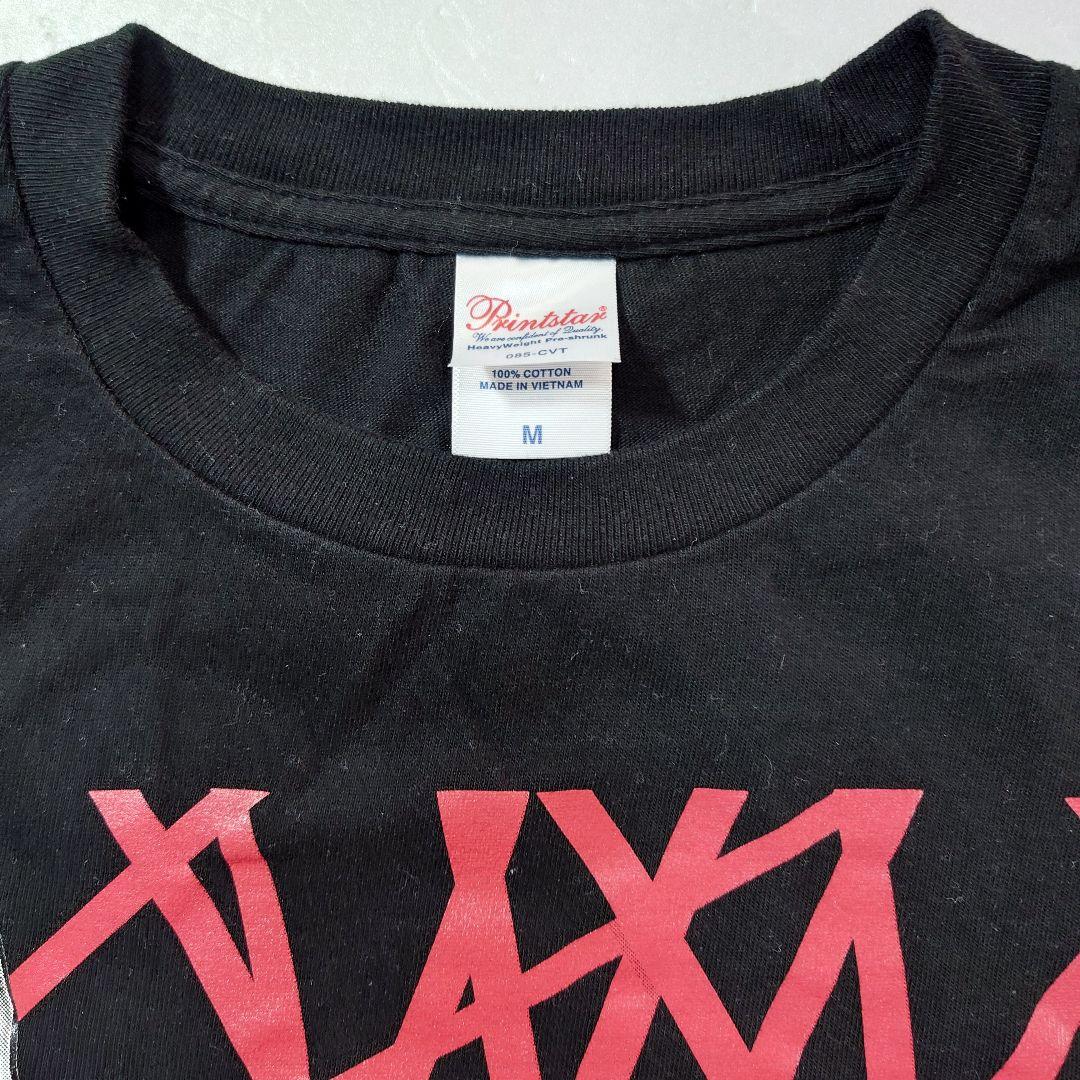 Printstar®
We are confident of Quality.
HeavyWeight Pre-shrunk
085-CVT
100% COTTON
MADE IN VIETNAM
M